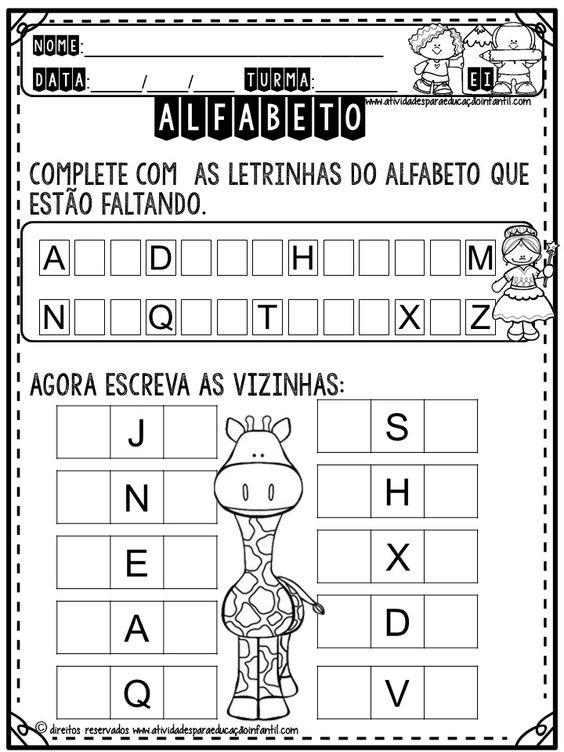 NOME:
DATA: / / TURMA: EI
www.atividadesparaeducaçãoinfantil.com
ALFABETO
COMPLETE COM AS LETRINHAS DO ALFABETO QUE
ESTÃO FALTANDO.
A D H M
N Q T X Z
AGORA ESCREVA AS VIZINHAS:
J S
N H
E X
A D
Q V
© direitos reservados www.atividadesparaeducaçãoinfantil.com